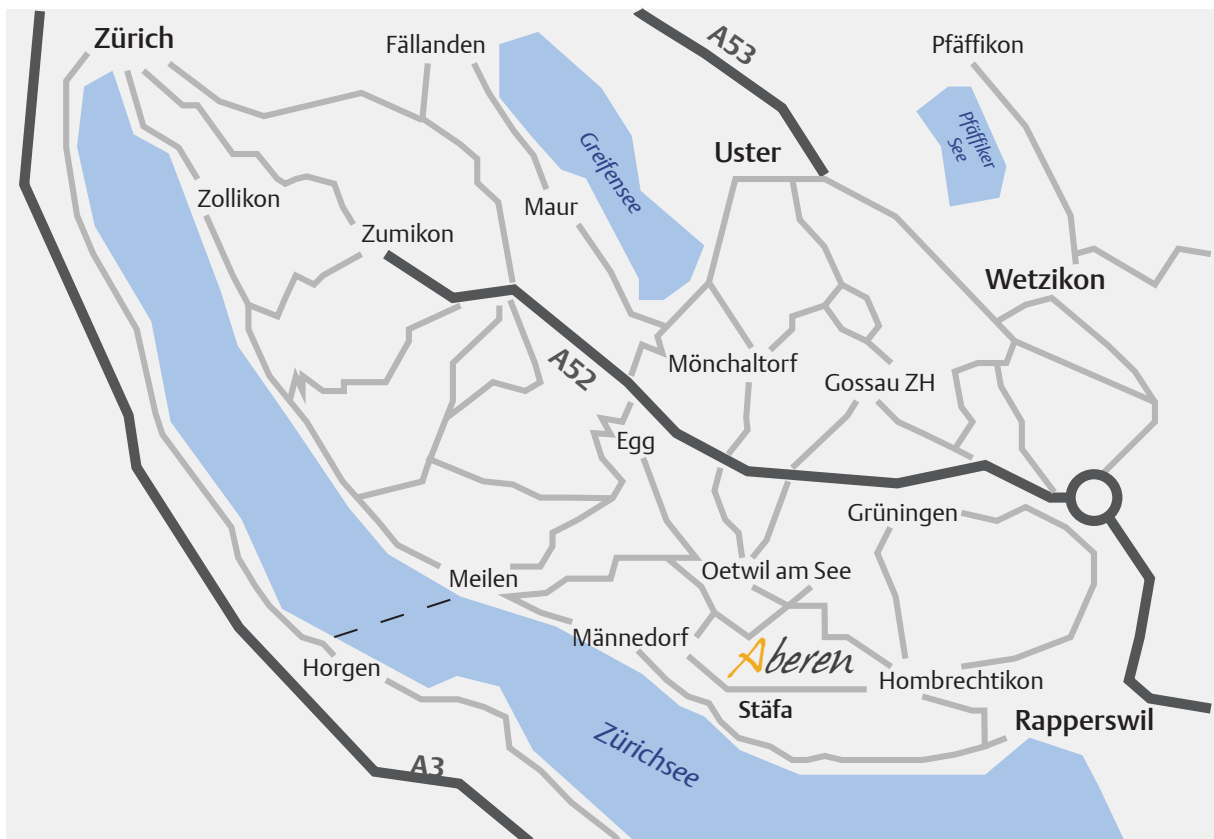 Zürich
Fällanden
A53
Pfäffikon
Greifensee
Pfäffiker
See
Uster
Zollikon
Maur
Zumikon
Wetzikon
A52
Mönchaltorf
Gossau ZH
Egg
Grüningen
Meilen
Oetwil am See
Männedorf
Aberen
Horgen
Hombrechtikon
Stäfa
Rapperswil
Zürichsee
A3